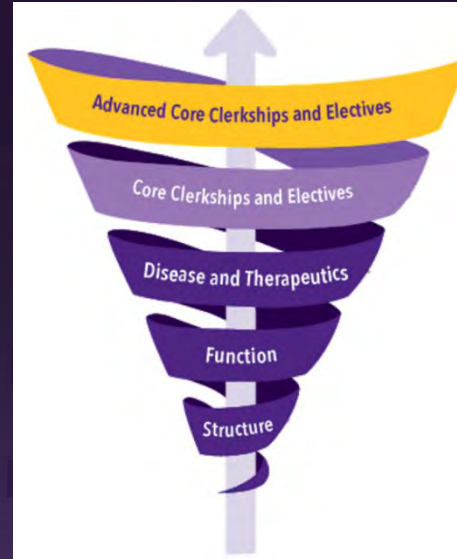 Advanced Core Clerkships and Electives
Core Clerkships and Electives
Disease and Therapeutics
Function
Structure